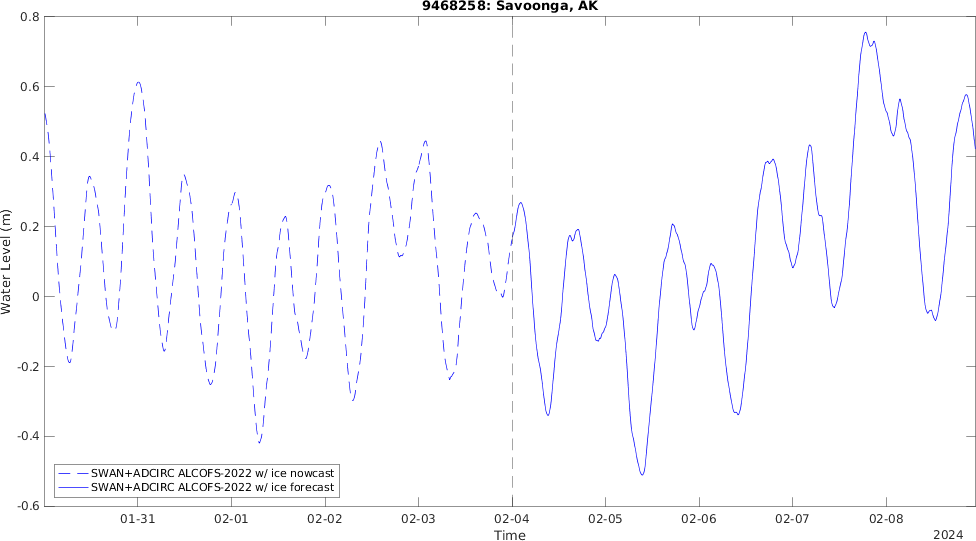 9468258: Savoonga, AK
Water Level (m)
0.8
0.6
0.4
0.2
0
-0.2
-0.4
-0.6
SWAN+ADCIRC ALCOFS-2022 w/ ice nowcast
SWAN+ADCIRC ALCOFS-2022 w/ ice forecast
01-31 02-01 02-02 02-03 02-04 02-05 02-06 02-07 02-08
Time
2024